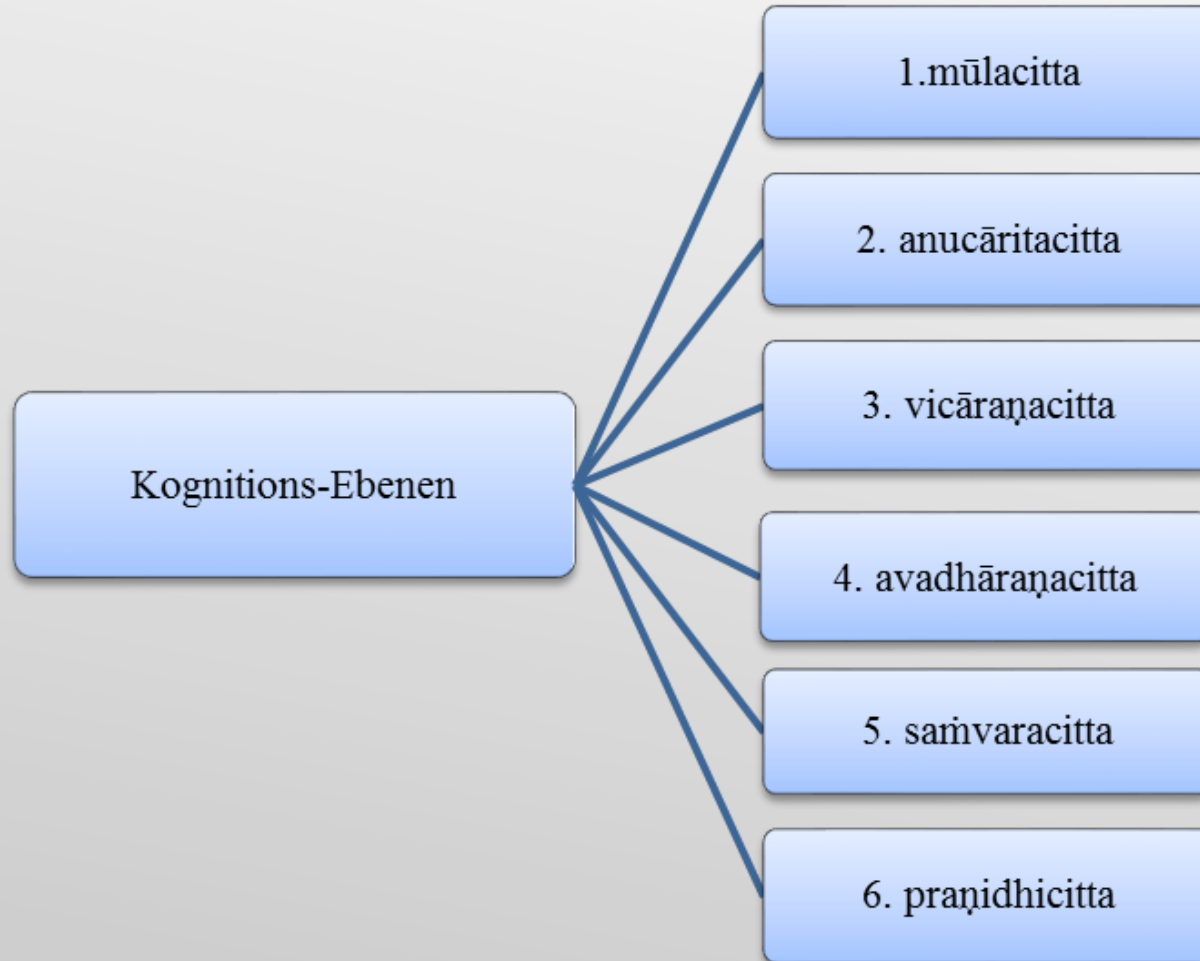 1.mūlacitta
2. anucāritacitta
3. vicāraṇacitta
Kognitions-Ebenen
4. avadhāraṇacitta
5. saṁvaracitta
6. praṇidhicitta